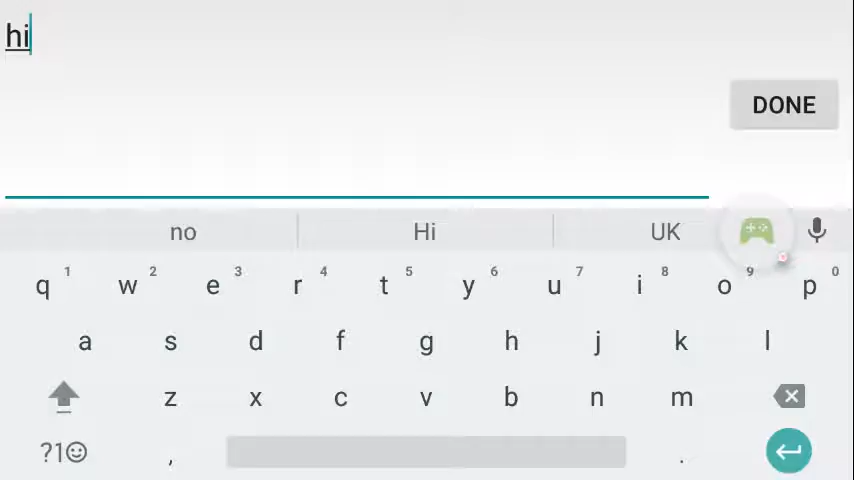 hi
DONE
no Hi UK
q 1 w 2 e 3 r 4 t 5 y 6 u 7 i 8 o 9 p 0
a s d f g h j k l
z x c v b n m
?1☺ , .